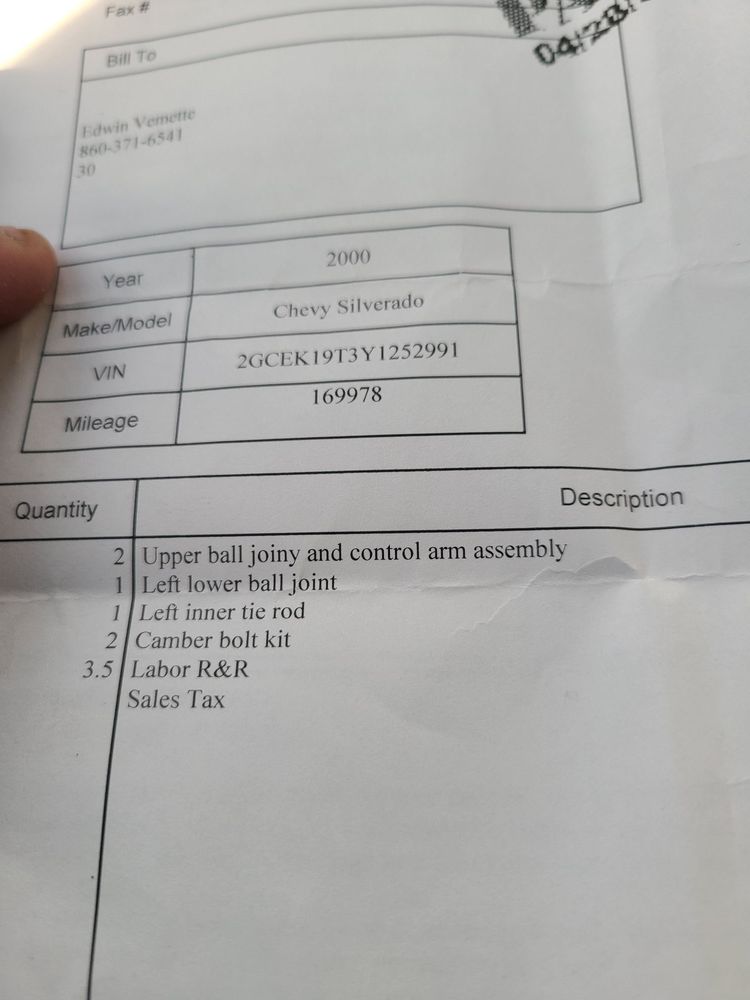 Fax #
04/28/
Bill To
Edwin Vemette
860-371-6541
30
Year 2000
Make/Model Chevy Silverado
VIN 2GCEK19T3Y1252991
Mileage 169978
Quantity Description
2 Upper ball joiny and control arm assembly
1 Left lower ball joint
1 Left inner tie rod
2 Camber bolt kit
3.5 Labor R&R
Sales Tax